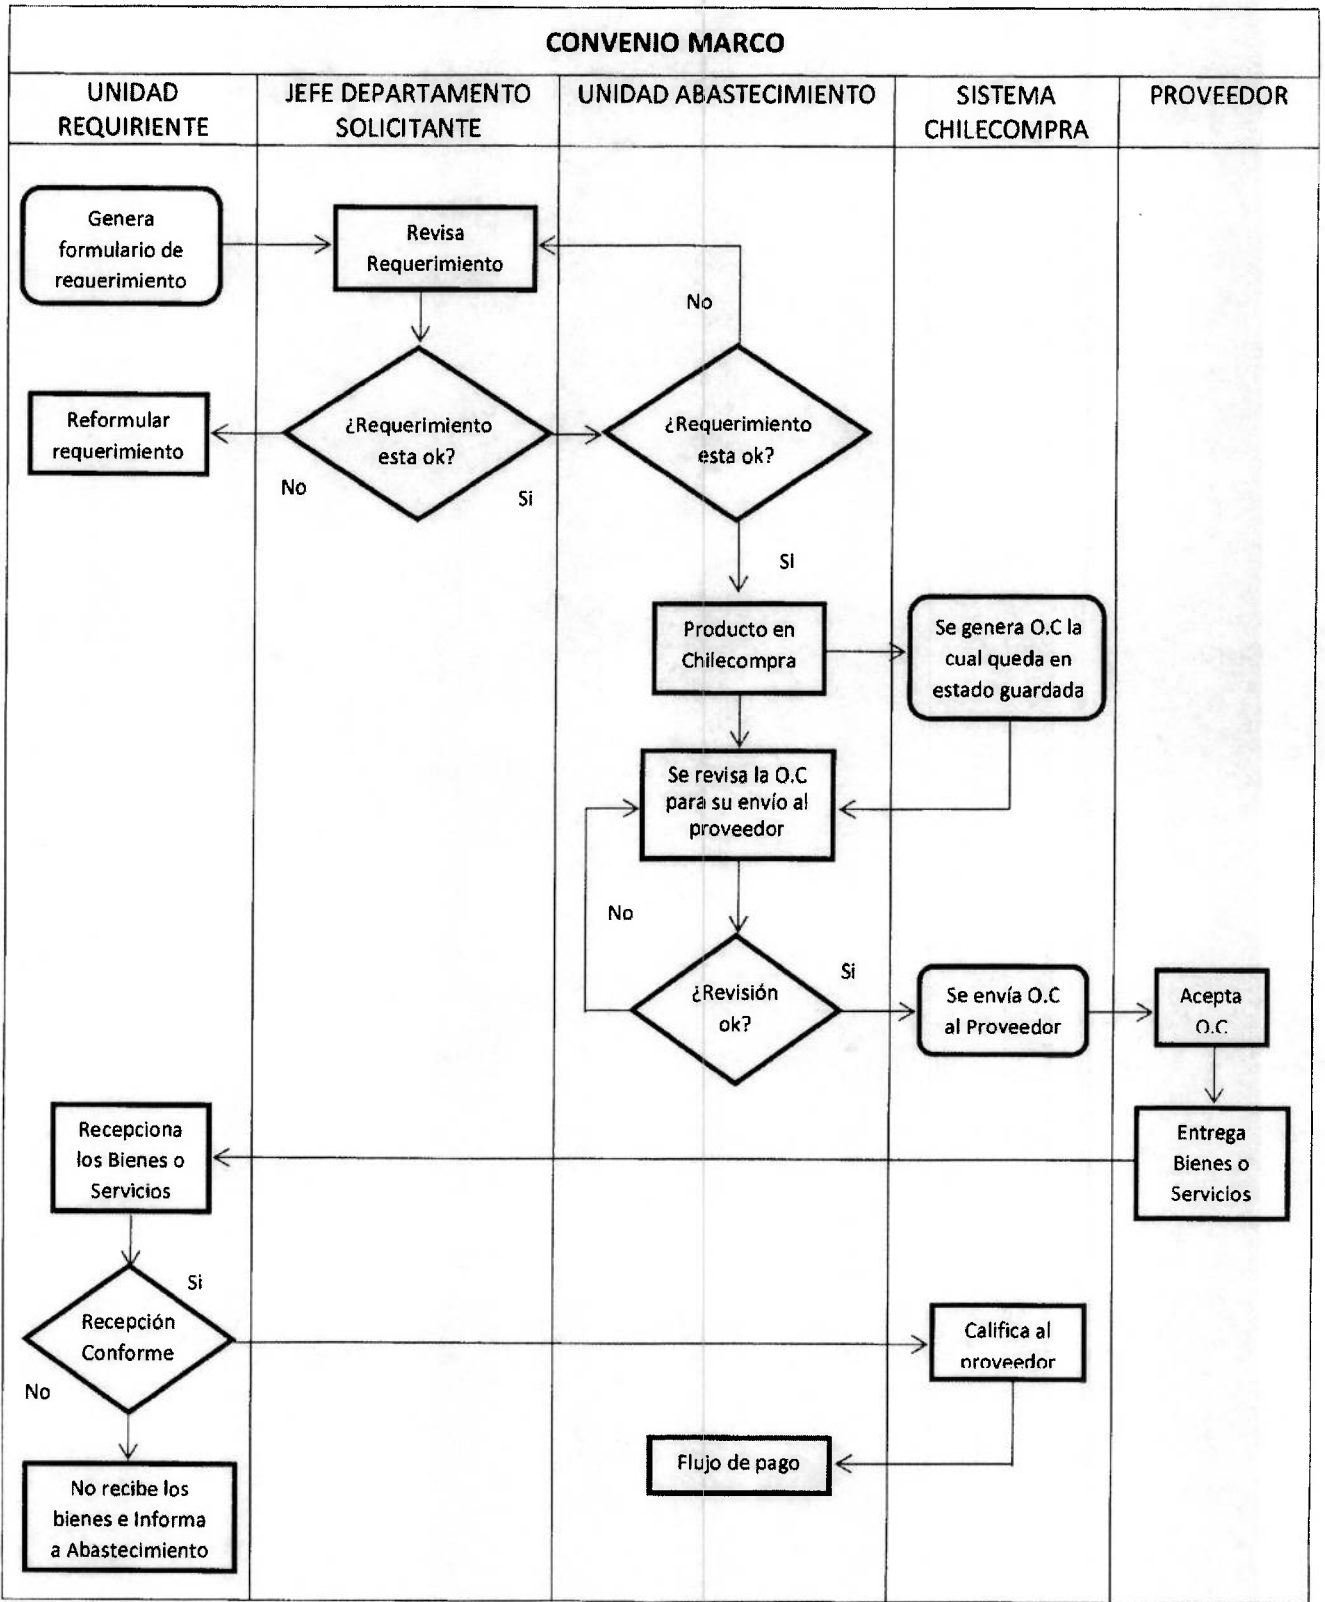 CONVENIO MARCO
UNIDAD
REQUIRIENTE
JEFE DEPARTAMENTO
SOLICITANTE
UNIDAD ABASTECIMIENTO
SISTEMA
CHILECOMPRA
PROVEEDOR
Genera
formulario de
requerimiento
Revisa
Requerimiento
No
Reformular
requerimiento
¿Requerimiento
esta ok?
No
Si
¿Requerimiento
esta ok?
Si
Producto en
Chilecompra
Se genera O.C la
cual queda en
estado guardada
Se revisa la O.C
para su envío al
proveedor
No
¿Revisión
ok?
Si
Se envía O.C
al Proveedor
Acepta
O.C
Recepciona
los Bienes o
Servicios
Entrega
Bienes o
Servicios
Si
Recepción
Conforme
No
Califica al
proveedor
Flujo de pago
No recibe los
bienes e Informa
a Abastecimiento